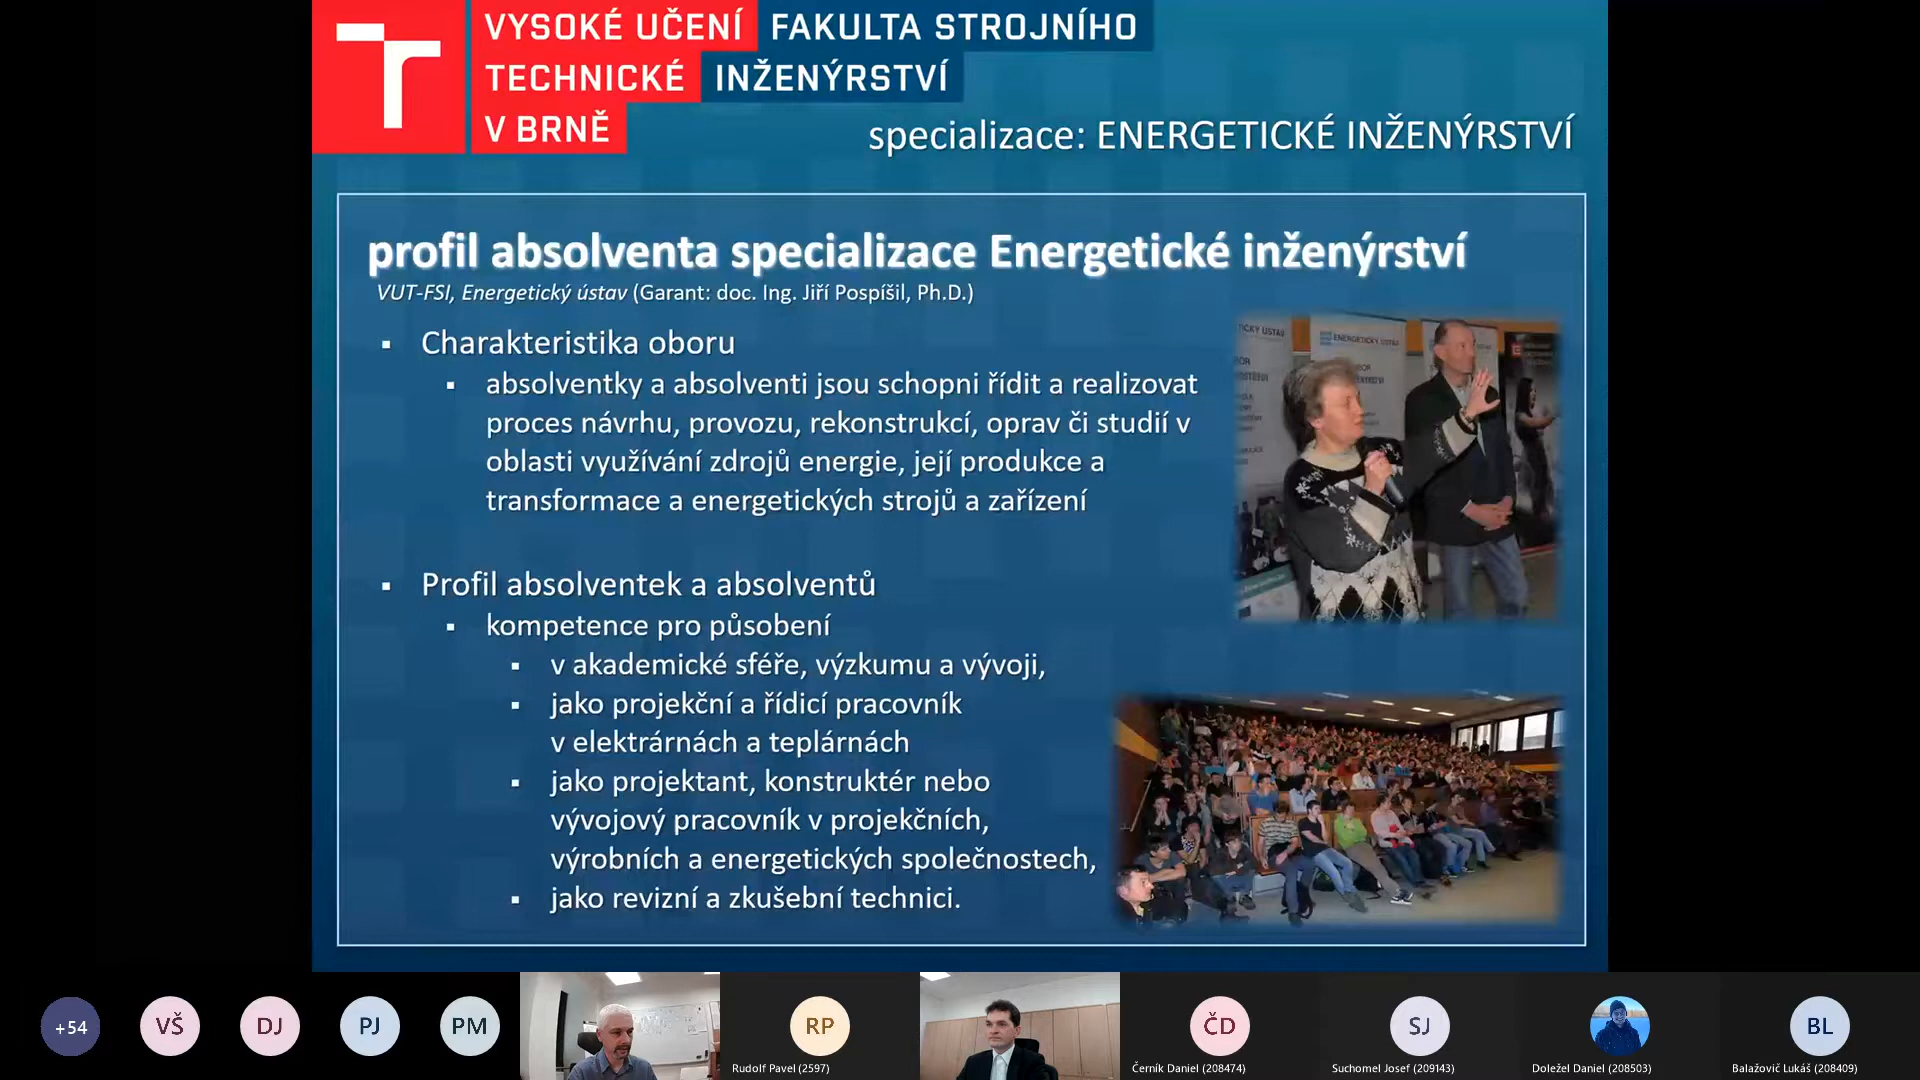 VYSOKÉ UČENÍ FAKULTA STROJNÍHO
TECHNICKÉ INŽENÝRSTVÍ
V BRNĚ
specializace: ENERGETICKÉ INŽENÝRSTVÍ
profil absolventa specializace Energetické inženýrství
VUT-FSI, Energetický ústav (Garant: doc. Ing. Jiří Pospíšil, Ph.D.)
▪ Charakteristika oboru
▪ absolventky a absolventi jsou schopni řídit a realizovat
proces návrhu, provozu, rekonstrukcí, oprav či studií v
oblasti využívání zdrojů energie, její produkce a
transformace a energetických strojů a zařízení
▪ Profil absolventek a absolventů
▪ kompetence pro působení
▪ v akademické sféře, výzkumu a vývoji,
▪ jako projekční a řídicí pracovník
v elektrárnách a teplárnách
▪ jako projektant, konstruktér nebo
vývojový pracovník v projekčních,
výrobních a energetických společnostech,
▪ jako revizní a zkušební technici.
ENERGETICKÝ ÚSTAV
+54
VŠ
DJ
PJ
PM
RP
Rudolf Pavel (2597)
ČD
Černík Daniel (208474)
SJ
Suchomel Josef (209143)
Doležel Daniel (208503)
BL
Balažovič Lukáš (208409)